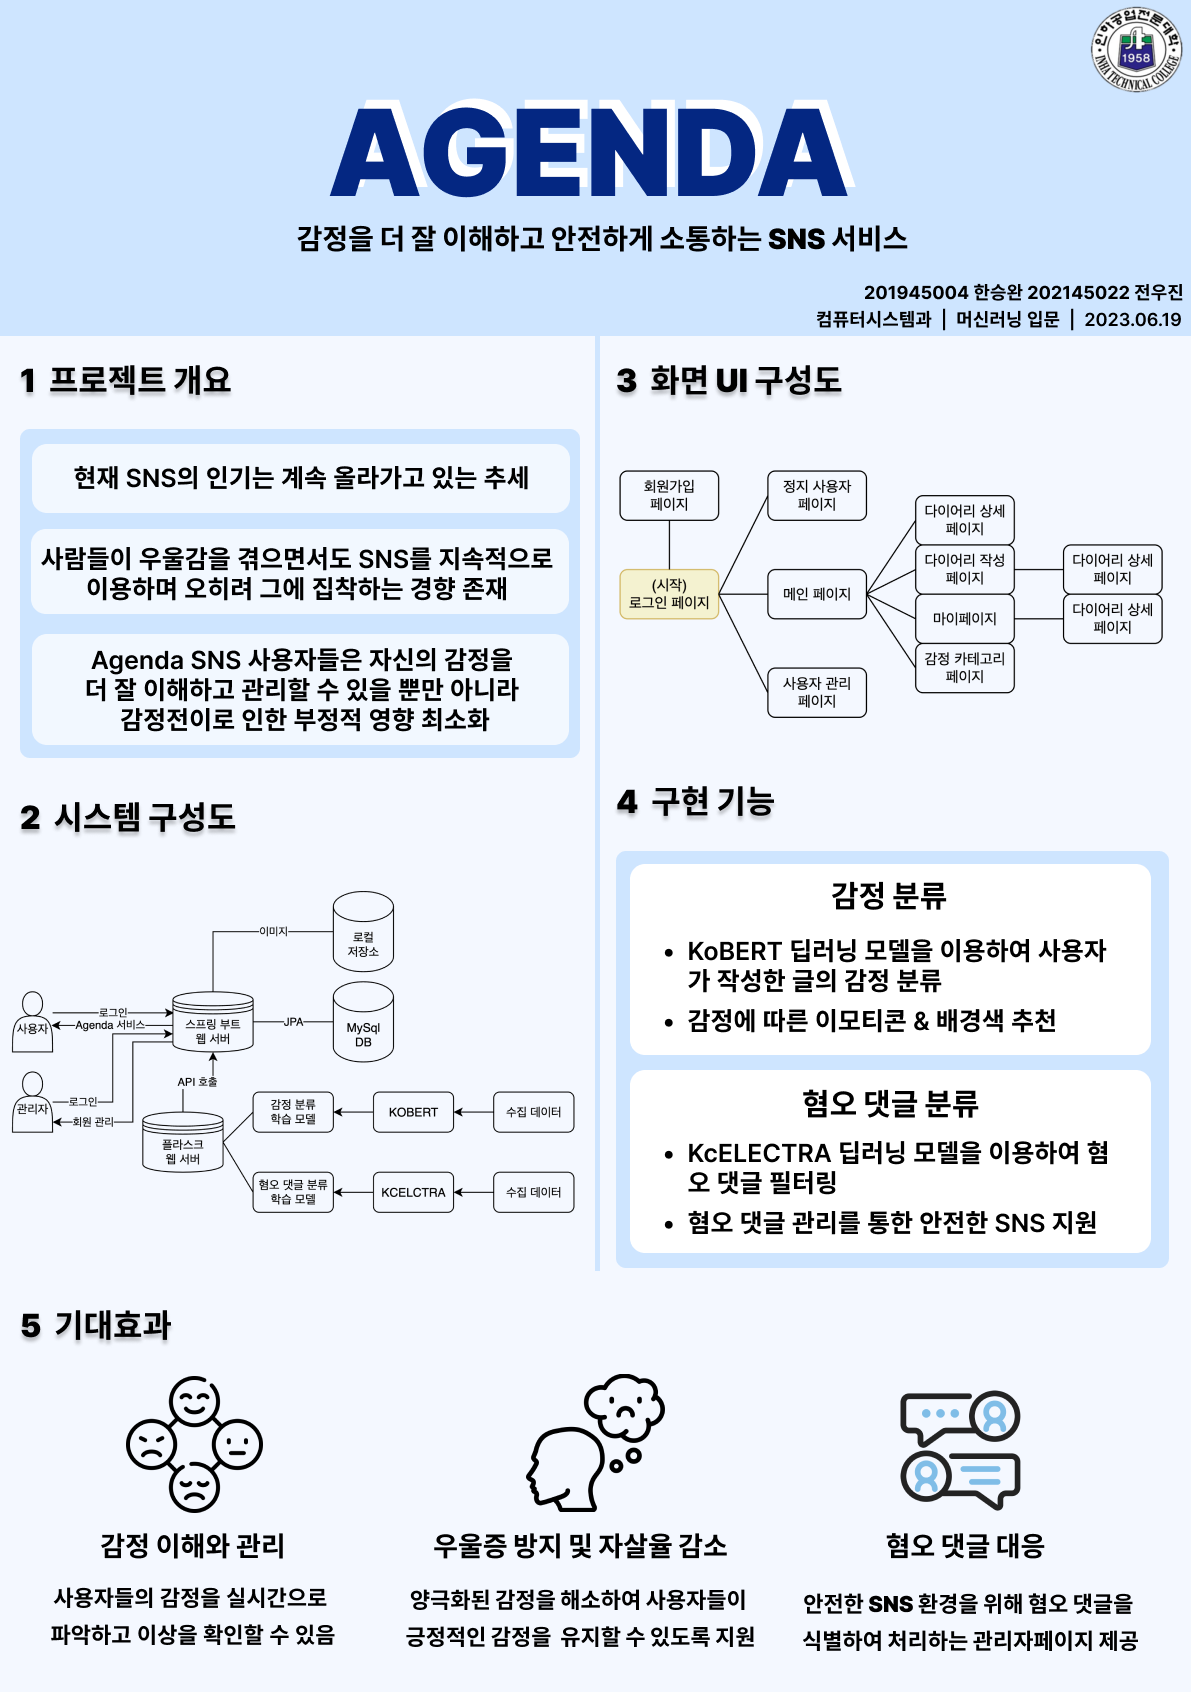 인하공업전문대학
1958
INHA TECHNICAL COLLEGE
AGENDA
감정을 더 잘 이해하고 안전하게 소통하는 SNS 서비스
201945004 한승완 202145022 전우진
컴퓨터시스템과 | 머신러닝 입문 | 2023.06.19
1 프로젝트 개요
현재 SNS의 인기는 계속 올라가고 있는 추세
사람들이 우울감을 겪으면서도 SNS를 지속적으로
이용하며 오히려 그에 집착하는 경향 존재
Agenda SNS 사용자들은 자신의 감정을
더 잘 이해하고 관리할 수 있을 뿐만 아니라
감정전이로 인한 부정적 영향 최소화
2 시스템 구성도
이미지
로컬
저장소
사용자
로그인
Agenda 서비스
스프링 부트
웹 서버
JPA
MySql
DB
관리자
로그인
회원 관리
API 호출
플라스크
웹 서버
감정 분류
학습 모델
KOBERT
수집 데이터
혐오 댓글 분류
학습 모델
KCELCTRA
수집 데이터
3 화면 UI 구성도
회원가입
페이지
(시작)
로그인 페이지
정지 사용자
페이지
메인 페이지
사용자 관리
페이지
다이어리 상세
페이지
다이어리 작성
페이지
마이페이지
감정 카테고리
페이지
다이어리 상세
페이지
다이어리 상세
페이지
4 구현 기능
감정 분류
• KoBERT 딥러닝 모델을 이용하여 사용자
가 작성한 글의 감정 분류
• 감정에 따른 이모티콘 & 배경색 추천
혐오 댓글 분류
• KcELECTRA 딥러닝 모델을 이용하여 혐
오 댓글 필터링
• 혐오 댓글 관리를 통한 안전한 SNS 지원
5 기대효과
감정 이해와 관리
사용자들의 감정을 실시간으로
파악하고 이상을 확인할 수 있음
우울증 방지 및 자살율 감소
양극화된 감정을 해소하여 사용자들이
긍정적인 감정을 유지할 수 있도록 지원
혐오 댓글 대응
안전한 SNS 환경을 위해 혐오 댓글을
식별하여 처리하는 관리자페이지 제공